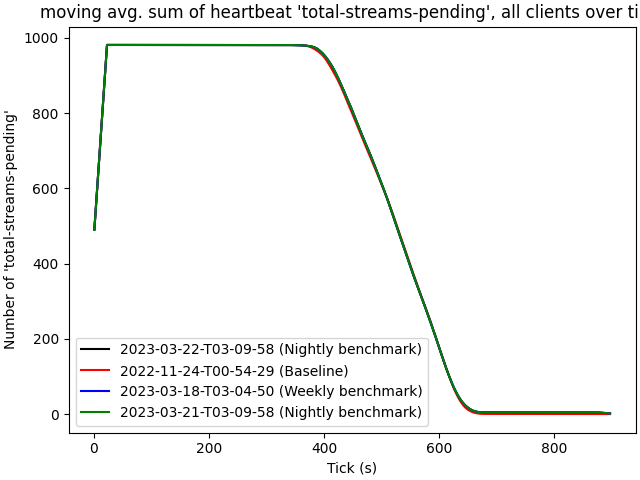 moving avg. sum of heartbeat 'total-streams-pending', all clients over ti
1000
800
600
400
200
0
Number of 'total-streams-pending'
2023-03-22-T03-09-58 (Nightly benchmark)
2022-11-24-T00-54-29 (Baseline)
2023-03-18-T03-04-50 (Weekly benchmark)
2023-03-21-T03-09-58 (Nightly benchmark)
0 200 400 600 800
Tick (s)